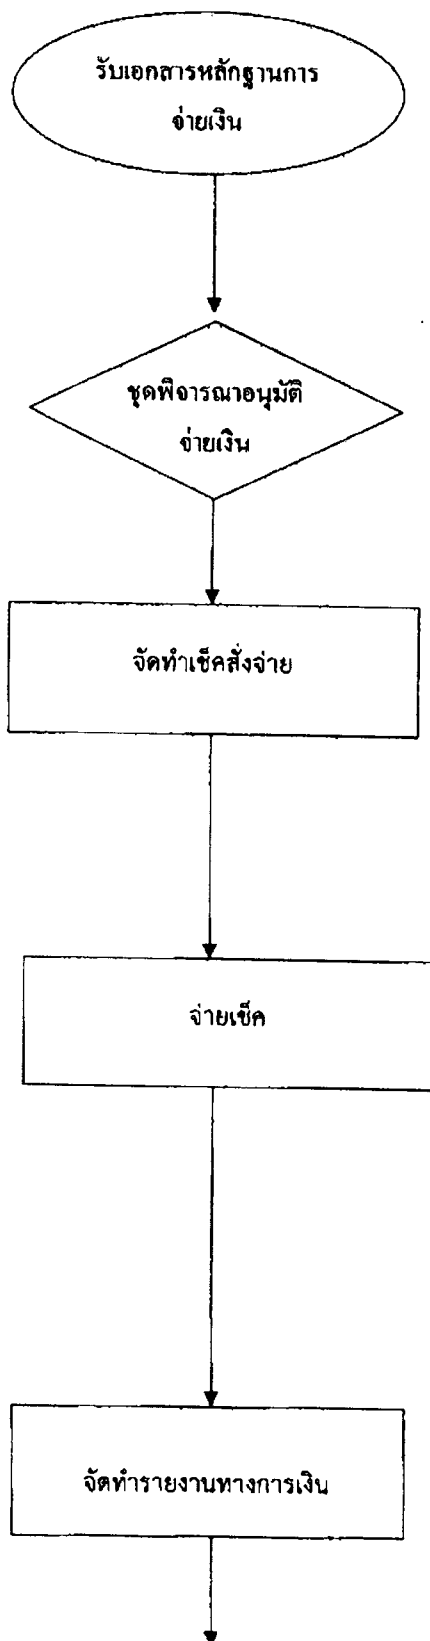 รับเอกสารหลักฐานการ
จ่ายเงิน
ชุดพิจารณาอนุมัติ
จ่ายเงิน
จัดทำเช็คสั่งจ่าย
จ่ายเช็ค
จัดทำรายงานทางการเงิน